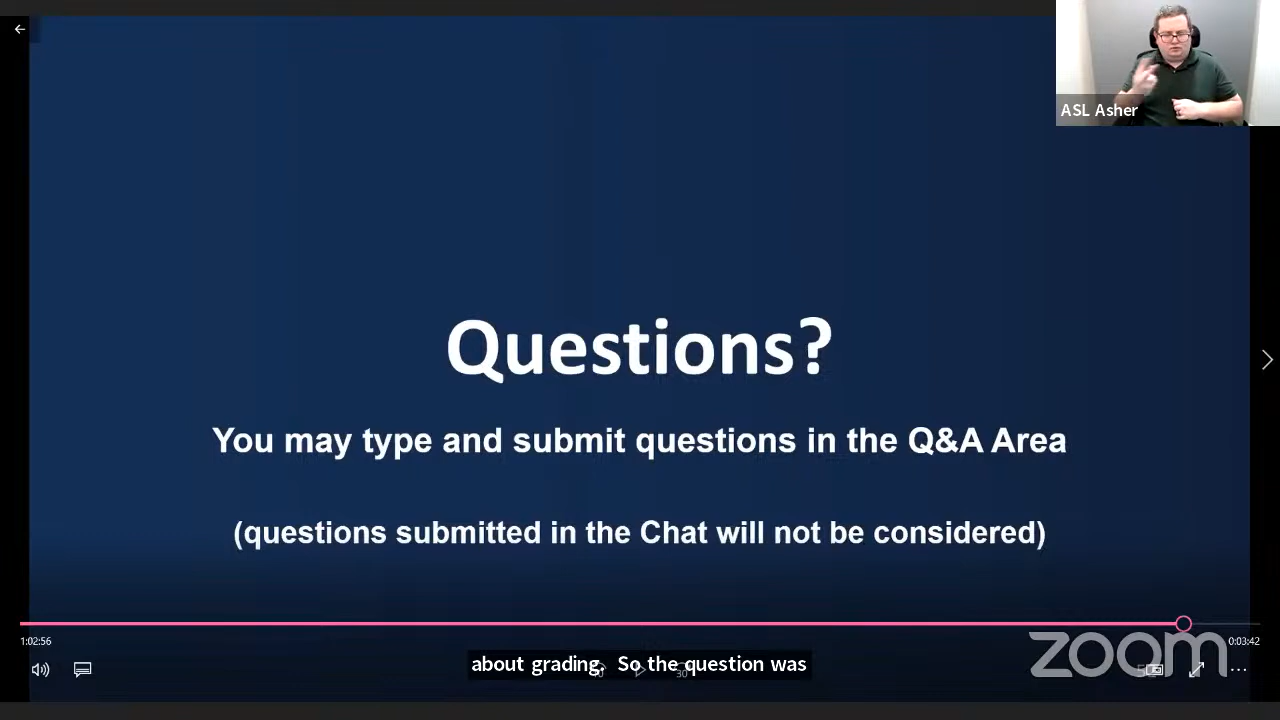 ASL Asher
Questions?
You may type and submit questions in the Q&A Area
(questions submitted in the Chat will not be considered)
1:02:56
0:03:42
zoom
about grading. So the question was
30